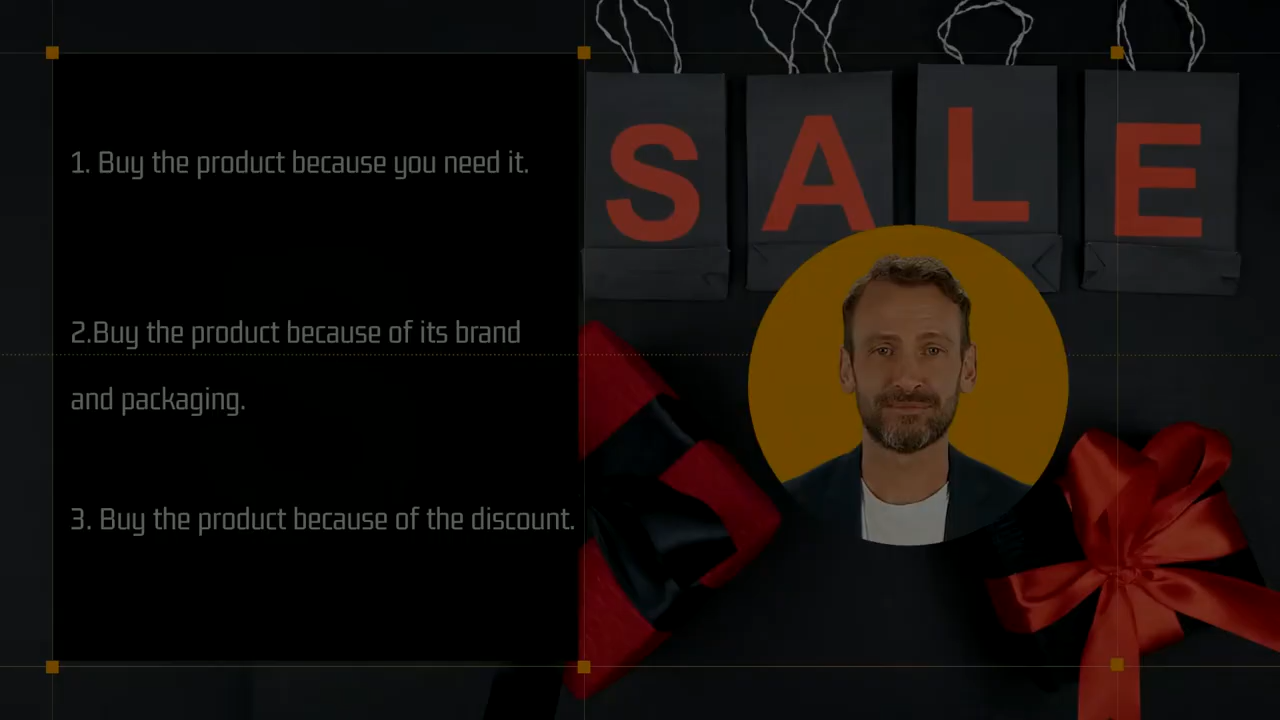 SALE
1. Buy the product because you need it.
2.Buy the product because of its brand
and packaging.
3. Buy the product because of the discount.